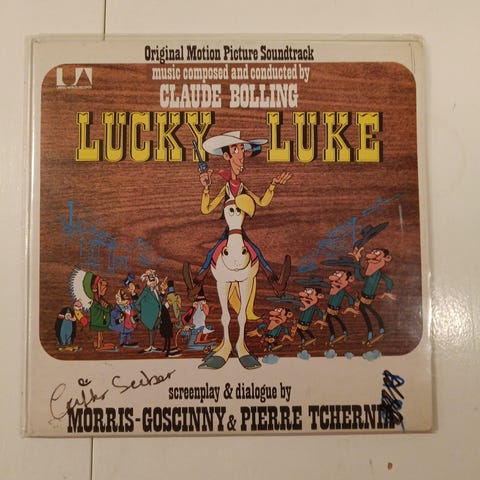 Original Motion Picture Soundtrack
music composed and conducted by
CLAUDE BOLLING
LUCKY LUKE
UA
screenplay & dialogue by
MORRIS-GOSCINNY & PIERRE TCHERNIA